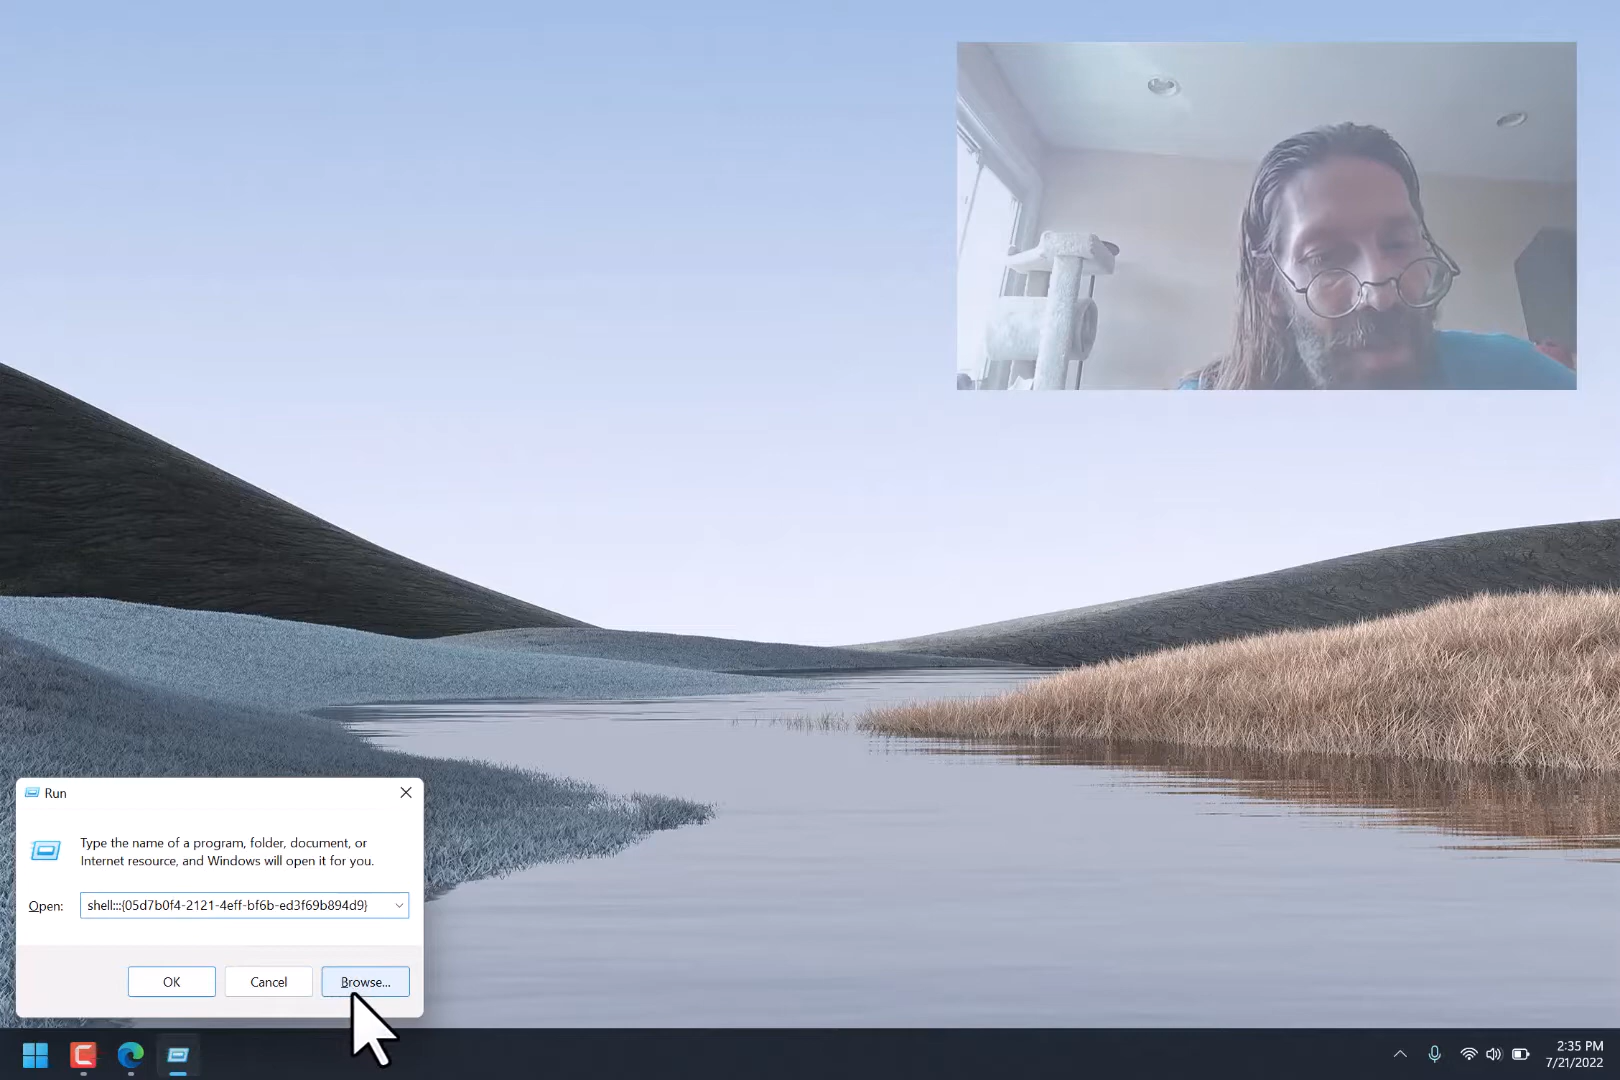 Run
Type the name of a program, folder, document, or
Internet resource, and Windows will open it for you.
Open: shell:::{05d7b0f4-2121-4eff-bf6b-ed3f69b894d9}
OK Cancel Browse...
2:35 PM
7/21/2022